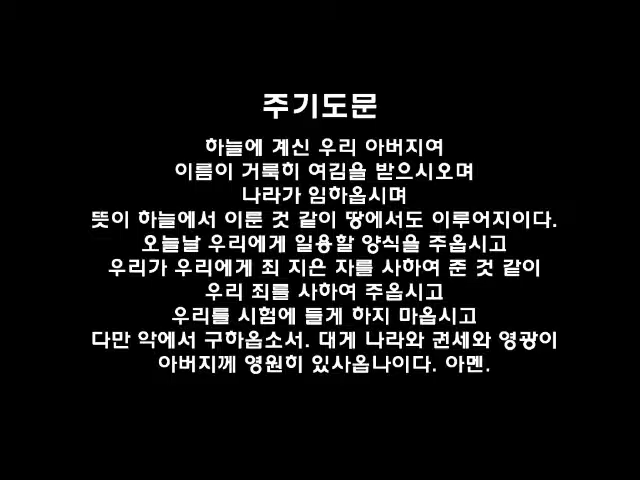 주기도문
하늘에 계신 우리 아버지여
이름이 거룩히 여김을 받으시오며
나라가 임하옵시며
뜻이 하늘에서 이룬 것 같이 땅에서도 이루어지이다.
오늘날 우리에게 일용할 양식을 주옵시고
우리가 우리에게 죄 지은 자를 사하여 준 것 같이
우리 죄를 사하여 주옵시고
우리를 시험에 들게 하지 마옵시고
다만 악에서 구하옵소서. 대게 나라와 권세와 영광이
아버지께 영원히 있사옵나이다. 아멘.